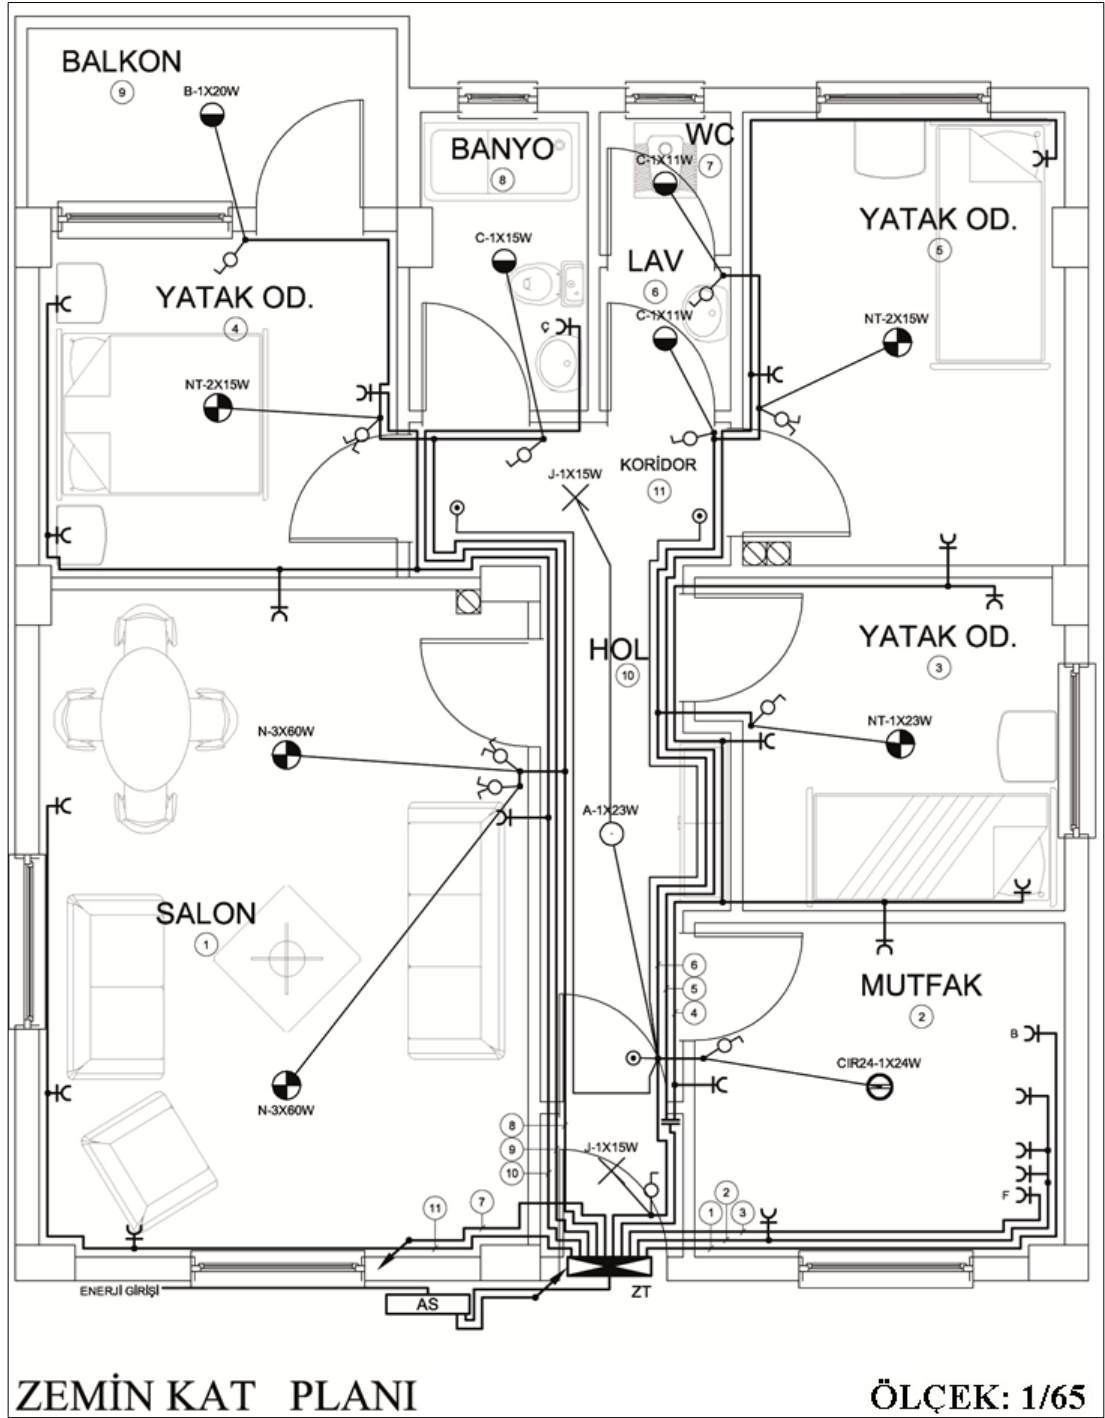 BALKON
9
B-1X20W
BANYO
8
WC
7
C-1X11W
YATAK OD.
5
C-1X15W
LAV
6
YATAK OD.
4
Ç
C-1X11W
NT-2X15W
NT-2X15W
KORİDOR
11
J-1X15W
HOL
10
YATAK OD.
3
N-3X60W
NT-1X23W
A-1X23W
SALON
1
6
5
4
MUTFAK
2
B
CIR24-1X24W
N-3X60W
8
9
10
J-1X15W
F
11
7
1
2
3
ENERJİ GİRİŞİ
AS
ZT
ZEMİN KAT PLANI
ÖLÇEK: 1/65